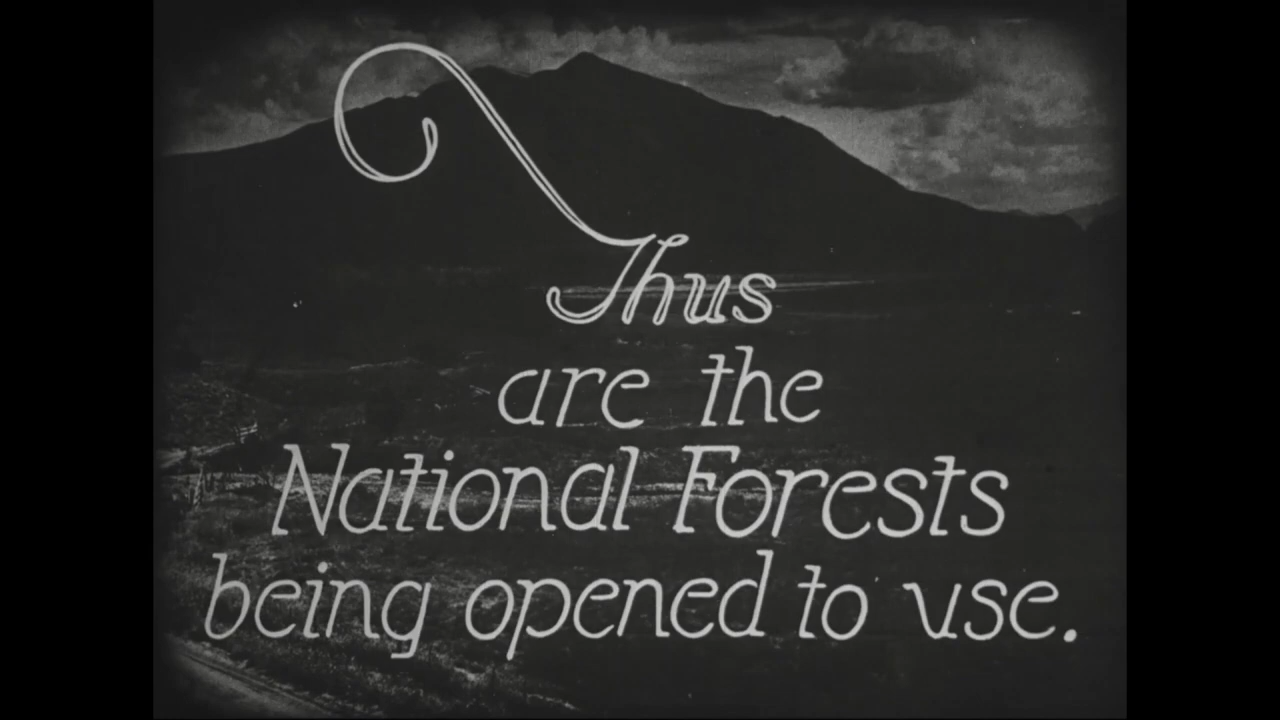 Thus
are the
National Forests
being opened to use.